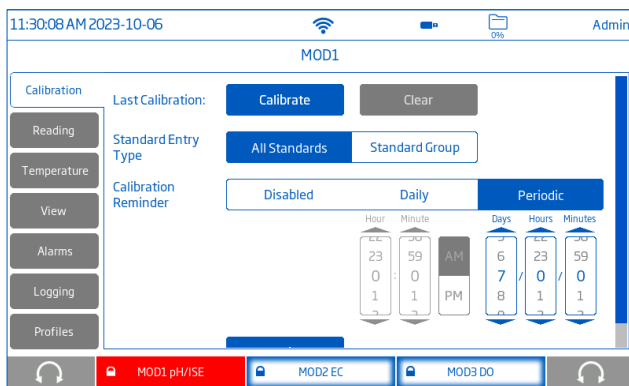 11:30:08 AM 2023-10-06
0%
Admin
MOD1
Calibration
Reading
Temperature
View
Alarms
Logging
Profiles
Last Calibration:
Calibrate
Clear
Standard Entry
Type
All Standards
Standard Group
Calibration
Reminder
Disabled
Daily
Periodic
Hour
Minute
Days
Hours
Minutes
23 : 59 AM 6 23 59
0 0 7 / 0 / 0
1 1 PM 8 1 1
MOD1 pH/ISE
MOD2 EC
MOD3 DO